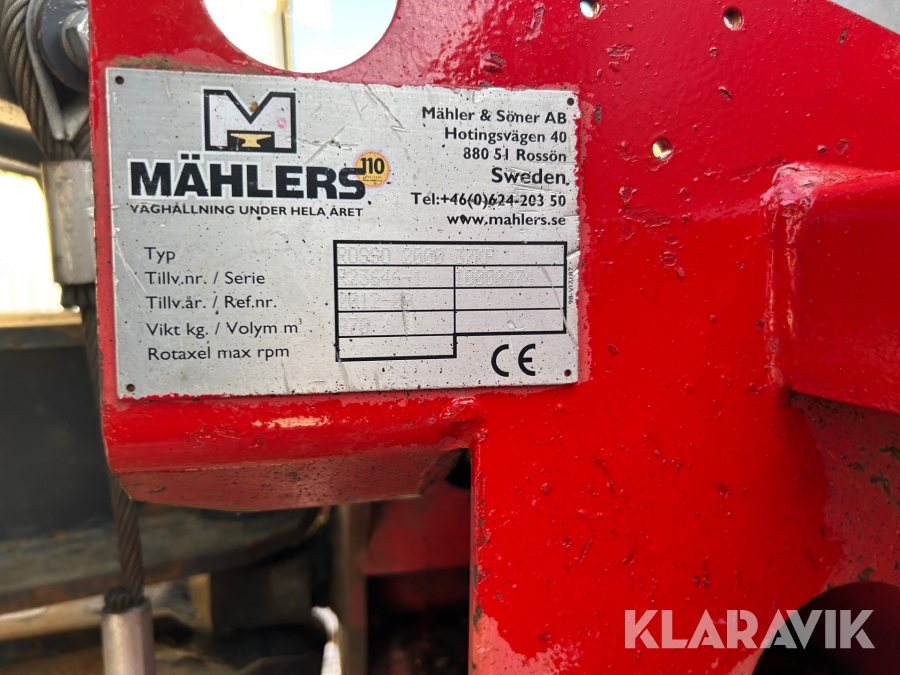 M
MÄHLERS 110
VÄGHÅLLNING UNDER HELA ÅRET
Mähler & Söner AB
Hotingsvägen 40
880 51 Rossön
Sweden
Tel:+46(0)624-203 50
www.mahlers.se
Typ
Tillv.nr. / Serie
Tillv.år. / Ref.nr.
Vikt kg. / Volym m³
Rotaxel max rpm
CE
KLARAVIK